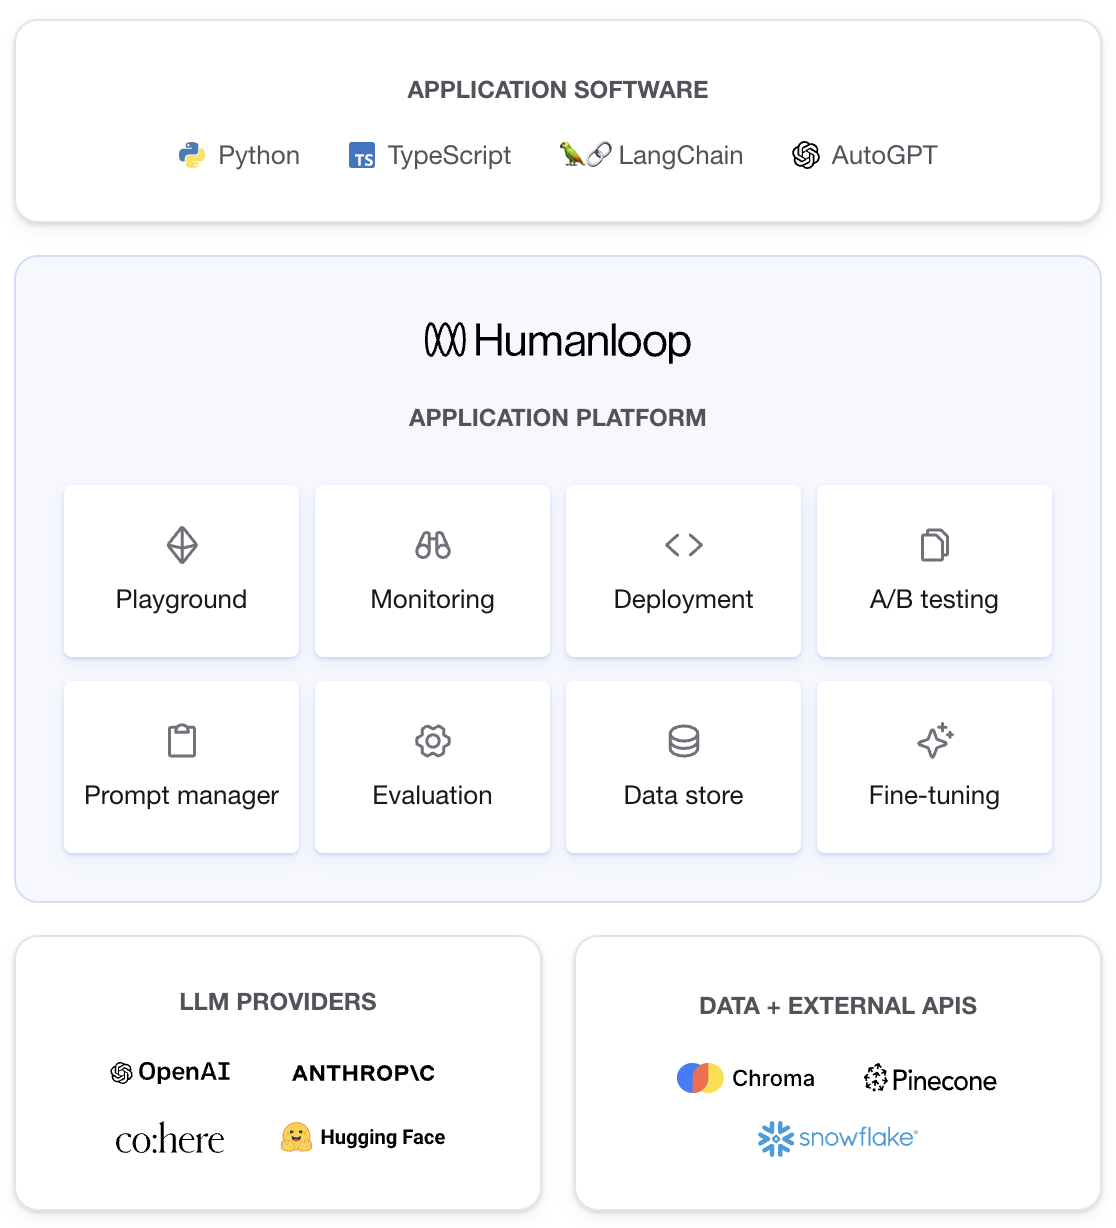 APPLICATION SOFTWARE
Python TypeScript LangChain AutoGPT
Humanloop
APPLICATION PLATFORM
Playground Monitoring Deployment A/B testing
Prompt manager Evaluation Data store Fine-tuning
LLM PROVIDERS
OpenAI ANTHROP\C
co:here Hugging Face
DATA + EXTERNAL APIS
Chroma Pinecone
snowflake®